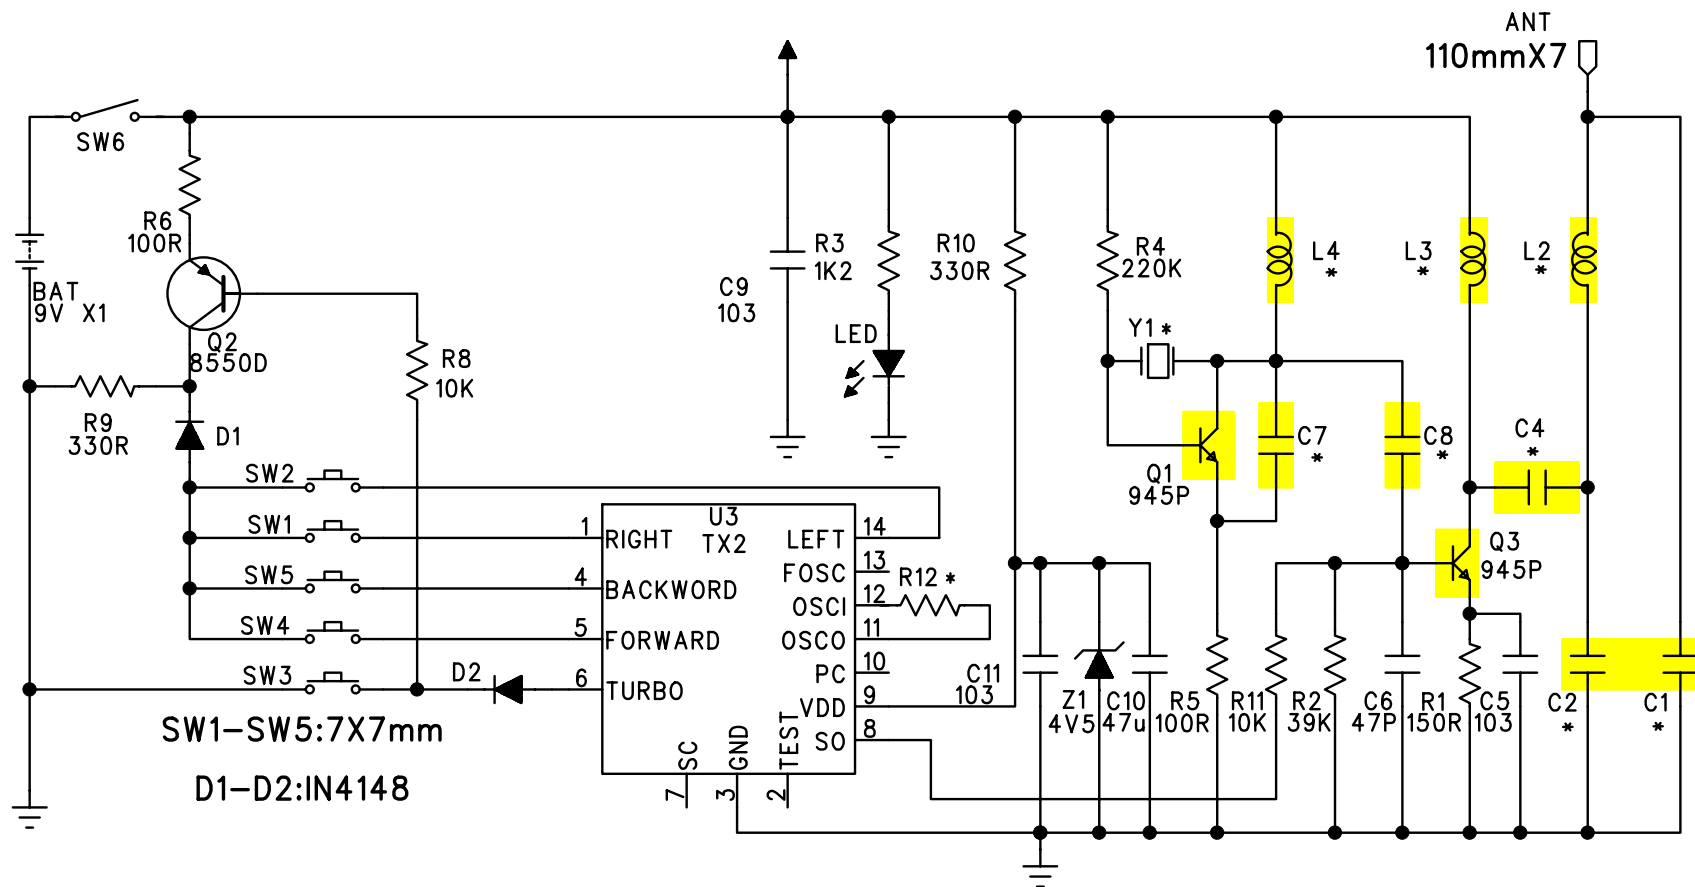 ANT
110mmX7
SW6
R6
100R
BAT
9V X1
Q2
8550D
R8
10K
R9
330R
D1
R3
1K2
C9
103
LED
R10
330R
R4
220K
Y1*
L4
*
L3
*
L2
*
C7
*
C8
*
C4
*
Q1
945P
Q3
945P
SW2
SW1
SW5
SW4
SW3
D2
U3
TX2
1 RIGHT
4 BACKWORD
5 FORWARD
6 TURBO
LEFT 14
FOSC 13
OSCI 12
OSCO 11
PC 10
VDD 9
SO 8
SC 7
GND 3
TEST 2
R12 *
C11
103
Z1
4V5
C10
47u
R5
100R
R11
10K
R2
39K
C6
47P
R1
150R
C5
103
C2
*
C1
*
SW1-SW5:7X7mm
D1-D2:IN4148